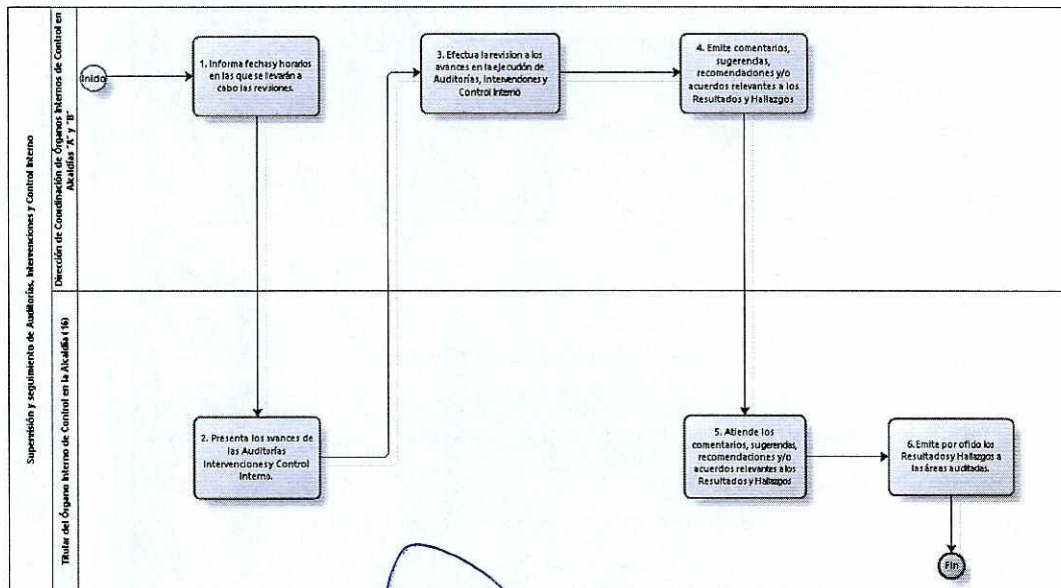 Supervisión y seguimiento de Auditorías, Intervenciones y Control Interno
Dirección de Coordinación de Órganos Internos de Control en
Alcaldías "A" y "B"
Inicio
1. Informa fechas y horarios
en las que se llevarán a
cabo las revisiones.
3. Efectua la revision a los
avances en la ejecución de
Auditorías, Intervenciones y
Control Interno
4. Emite comentarios,
sugerencias,
recomendaciones y/o
acuerdos relevantes a los
Resultados y Hallazgos
Titular del Órgano Interno de Control en la Alcaldía (16)
2. Presenta los avances de
las Auditorías
Intervenciones y Control
Interno.
5. Atiende los
comentarios, sugerencias,
recomendaciones y/o
acuerdos relevantes a los
Resultados y Hallazgos
6. Emite por oficio los
Resultados y Hallazgos a
las áreas auditadas.
Fin